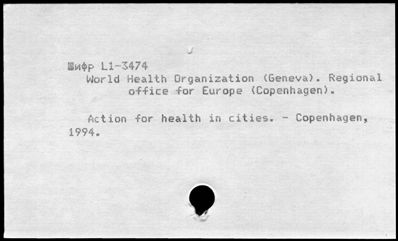 Шифр L1-3474
World Health Organization (Geneva). Regional
office for Europe (Copenhagen).
Action for health in cities. - Copenhagen,
1994.